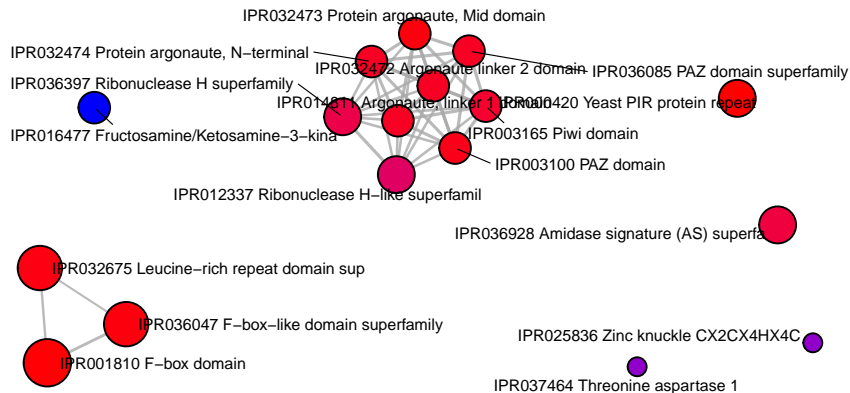 IPR032473 Protein argonaute, Mid domain
IPR032474 Protein argonaute, N−terminal
IPR032472 Argonaute linker 2 domain
IPR036085 PAZ domain superfamily
IPR036397 Ribonuclease H superfamily
IPR014811 Argonaute, linker 1 domain
IPR000420 Yeast PIR protein repeat
IPR016477 Fructosamine/Ketosamine−3−kina
IPR003165 Piwi domain
IPR003100 PAZ domain
IPR012337 Ribonuclease H−like superfamil
IPR036928 Amidase signature (AS) superfa
IPR032675 Leucine−rich repeat domain sup
IPR036047 F−box−like domain superfamily
IPR025836 Zinc knuckle CX2CX4HX4C
IPR001810 F−box domain
IPR037464 Threonine aspartase 1